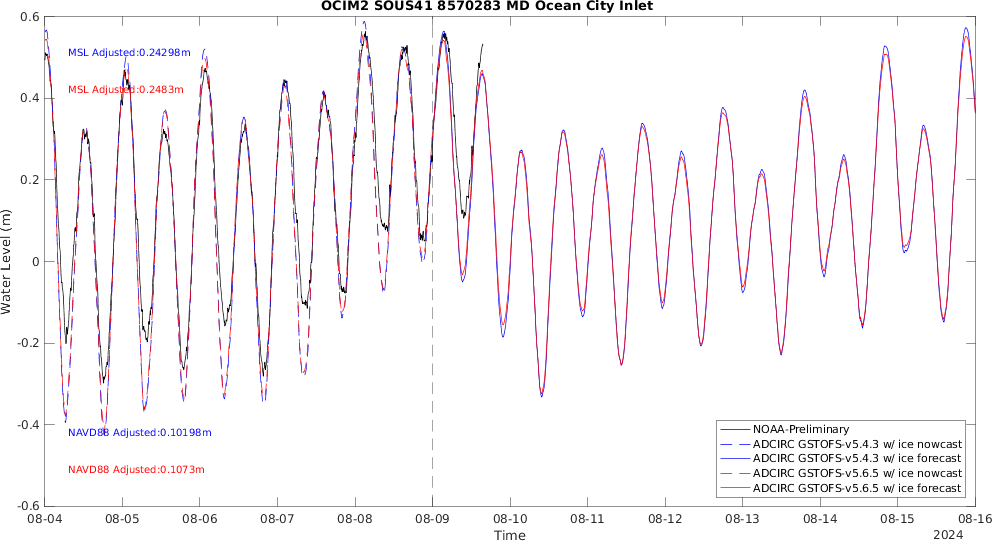 OCIM2 SOUS41 8570283 MD Ocean City Inlet
0.6
0.4
0.2
0
-0.2
-0.4
-0.6
Water Level (m)
MSL Adjusted:0.24298m
MSL Adjusted:0.2483m
NAVD88 Adjusted:0.10198m
NAVD88 Adjusted:0.1073m
NOAA-Preliminary
ADCIRC GSTOFS-v5.4.3 w/ ice nowcast
ADCIRC GSTOFS-v5.4.3 w/ ice forecast
ADCIRC GSTOFS-v5.6.5 w/ ice nowcast
ADCIRC GSTOFS-v5.6.5 w/ ice forecast
08-04 08-05 08-06 08-07 08-08 08-09 08-10 08-11 08-12 08-13 08-14 08-15 08-16
Time
2024